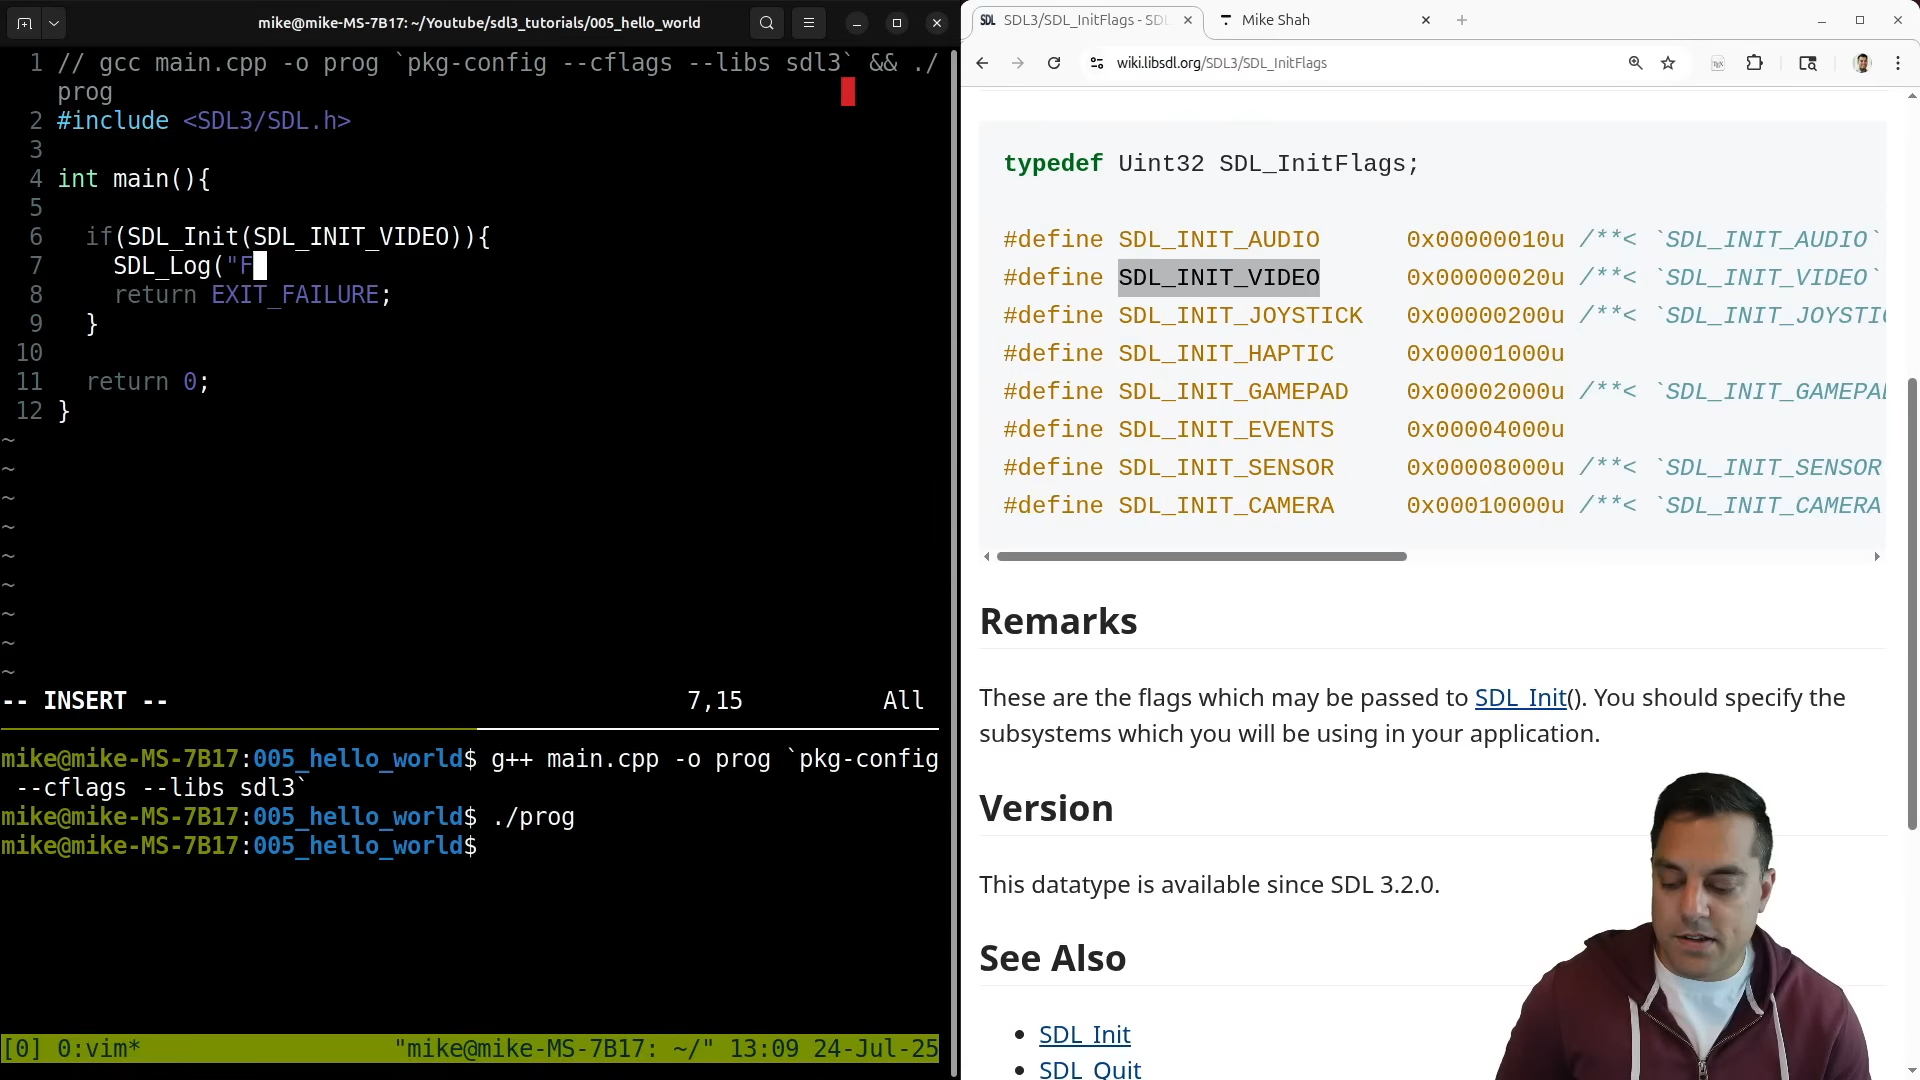 mike@mike-MS-7B17: ~/Youtube/sdl3_tutorials/005_hello_world
1 // gcc main.cpp -o prog `pkg-config --cflags --libs sdl3` && ./
prog
2 #include <SDL3/SDL.h>
3
4 int main(){
5
6 if(SDL_Init(SDL_INIT_VIDEO)){
7 SDL_Log("F
8 return EXIT_FAILURE;
9 }
10
11 return 0;
12 }
~
~
~
~
~
~
~
~
~
-- INSERT -- 7,15 All
mike@mike-MS-7B17:005_hello_world$ g++ main.cpp -o prog `pkg-config
--cflags --libs sdl3`
mike@mike-MS-7B17:005_hello_world$ ./prog
mike@mike-MS-7B17:005_hello_world$
[0] 0:vim* "mike@mike-MS-7B17: ~/" 13:09 24-Jul-25
SDL SDL3/SDL_InitFlags - SDL
Mike Shah
wiki.libsdl.org/SDL3/SDL_InitFlags
typedef Uint32 SDL_InitFlags;
#define SDL_INIT_AUDIO 0x00000010u /**< `SDL_INIT_AUDIO`
#define SDL_INIT_VIDEO 0x00000020u /**< `SDL_INIT_VIDEO`
#define SDL_INIT_JOYSTICK 0x00000200u /**< `SDL_INIT_JOYSTIC
#define SDL_INIT_HAPTIC 0x00001000u
#define SDL_INIT_GAMEPAD 0x00002000u /**< `SDL_INIT_GAMEPAD
#define SDL_INIT_EVENTS 0x00004000u
#define SDL_INIT_SENSOR 0x00008000u /**< `SDL_INIT_SENSOR
#define SDL_INIT_CAMERA 0x00010000u /**< `SDL_INIT_CAMERA
Remarks
These are the flags which may be passed to SDL_Init(). You should specify the
subsystems which you will be using in your application.
Version
This datatype is available since SDL 3.2.0.
See Also
• SDL_Init
• SDL_Quit